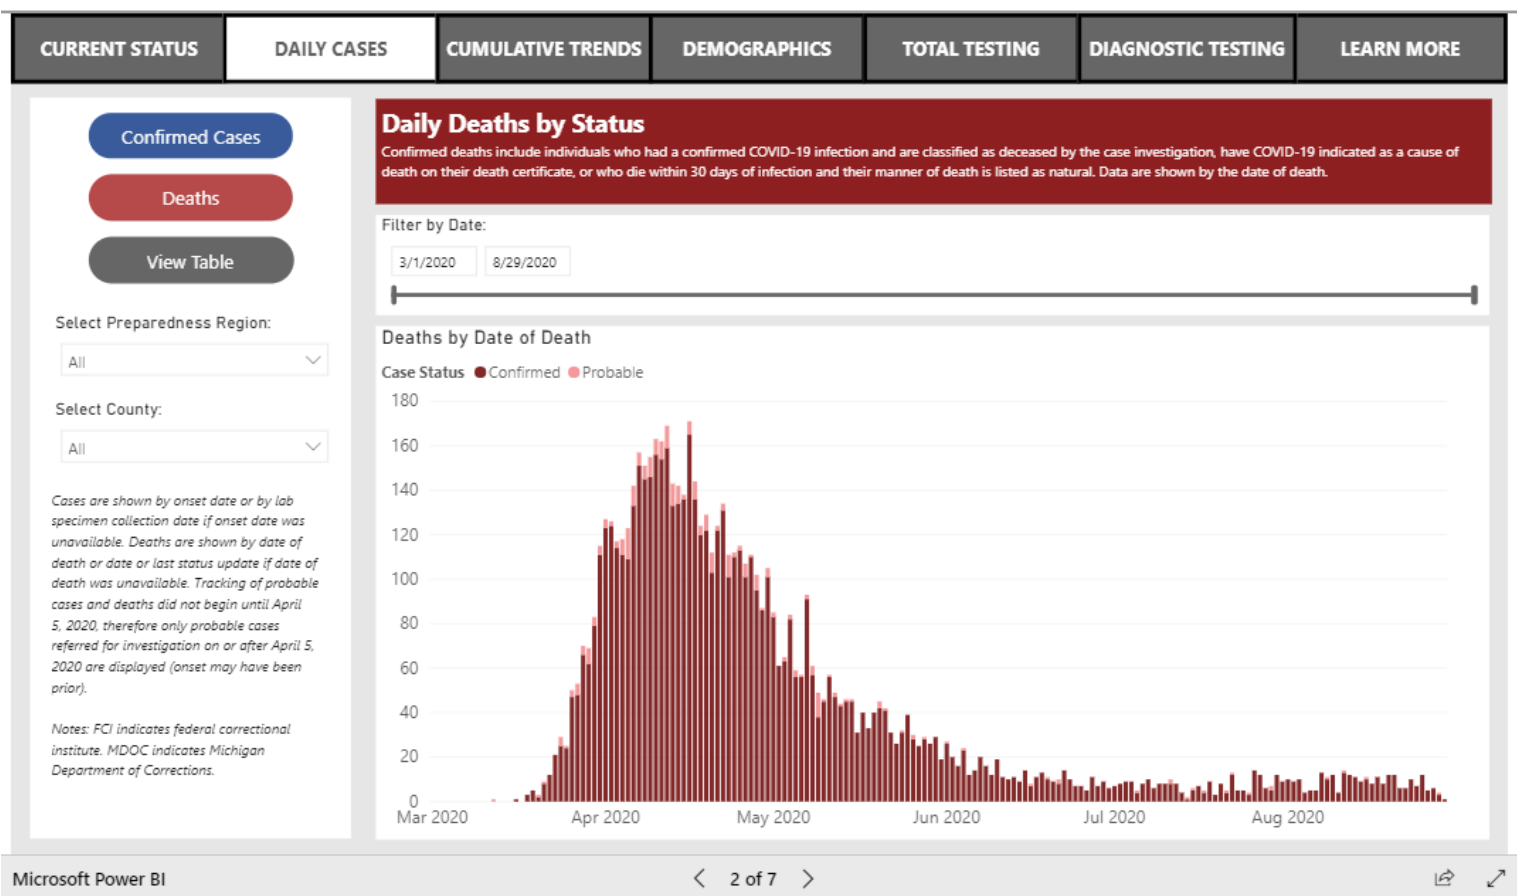 CURRENT STATUS
DAILY CASES
CUMULATIVE TRENDS
DEMOGRAPHICS
TOTAL TESTING
DIAGNOSTIC TESTING
LEARN MORE
Confirmed Cases
Deaths
View Table
Select Preparedness Region:
All
Select County:
All
Cases are shown by onset date or by lab
specimen collection date if onset date was
unavailable. Deaths are shown by date of
death or date or last status update if date of
death was unavailable. Tracking of probable
cases and deaths did not begin until April
5, 2020, therefore only probable cases
referred for investigation on or after April 5,
2020 are displayed (onset may have been
prior).
Notes: FCI indicates federal correctional
institute. MDOC indicates Michigan
Department of Corrections.
Daily Deaths by Status
Confirmed deaths include individuals who had a confirmed COVID-19 infection and are classified as deceased by the case investigation, have COVID-19 indicated as a cause of
death on their death certificate, or who die within 30 days of infection and their manner of death is listed as natural. Data are shown by the date of death.
Filter by Date:
3/1/2020 8/29/2020
Deaths by Date of Death
Case Status Confirmed Probable
180
160
140
120
100
80
60
40
20
0
Mar 2020 Apr 2020 May 2020 Jun 2020 Jul 2020 Aug 2020
Microsoft Power BI
2 of 7